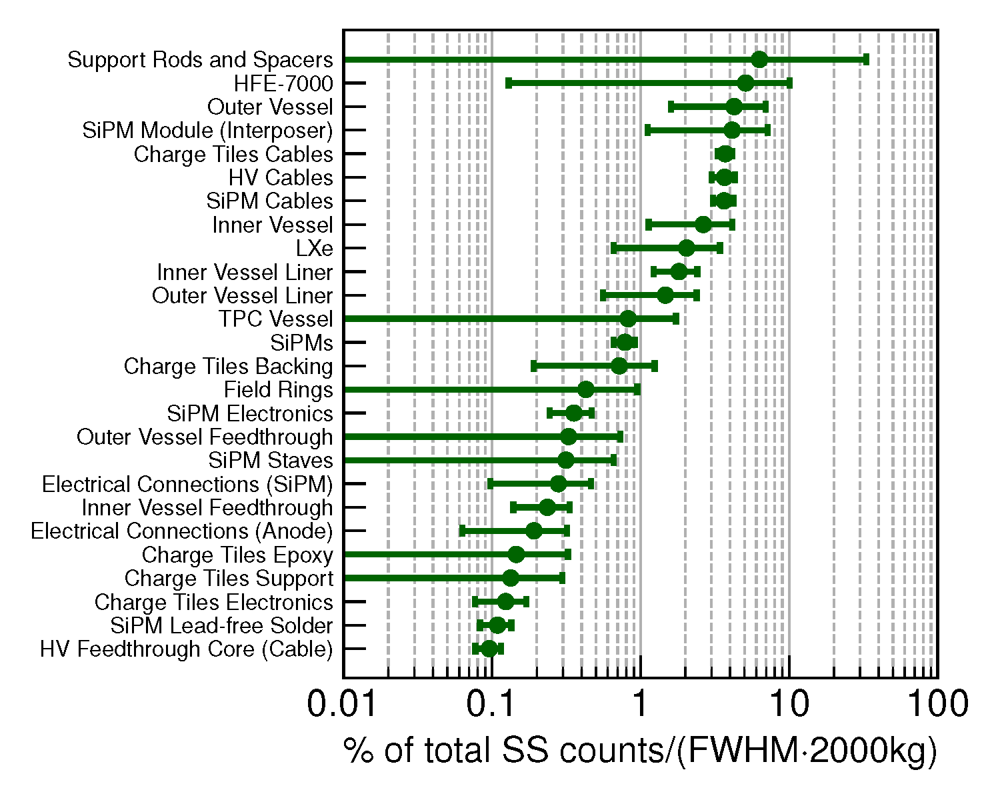 Support Rods and Spacers
HFE-7000
Outer Vessel
SiPM Module (Interposer)
Charge Tiles Cables
HV Cables
SiPM Cables
Inner Vessel
LXe
Inner Vessel Liner
Outer Vessel Liner
TPC Vessel
SiPMs
Charge Tiles Backing
Field Rings
SiPM Electronics
Outer Vessel Feedthrough
SiPM Staves
Electrical Connections (SiPM)
Inner Vessel Feedthrough
Electrical Connections (Anode)
Charge Tiles Epoxy
Charge Tiles Support
Charge Tiles Electronics
SiPM Lead-free Solder
HV Feedthrough Core (Cable)
0.01 0.1 1 10 100
% of total SS counts/(FWHM·2000kg)